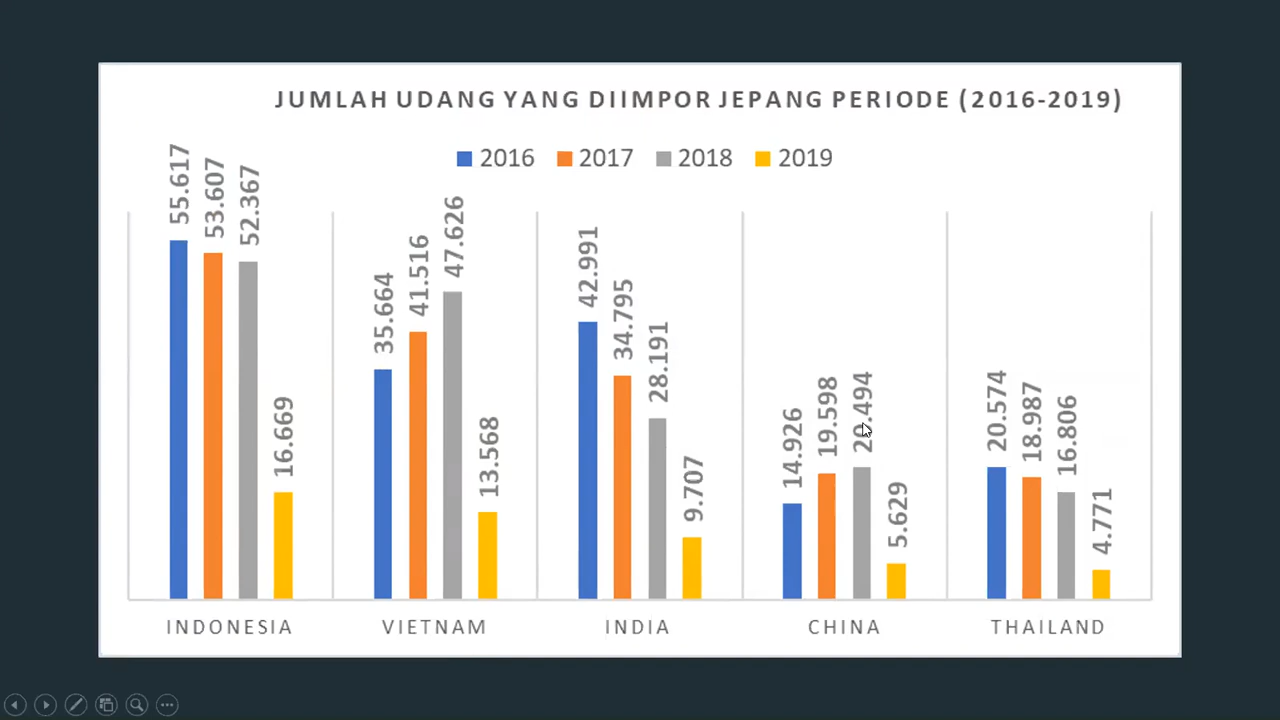 JUMLAH UDANG YANG DIIMPOR JEPANG PERIODE (2016-2019)
2016 2017 2018 2019
55.617 53.607 52.367 16.669
35.664 41.516 47.626 13.568
42.991 34.795 28.191 9.707
14.926 19.598 20.494 5.629
20.574 18.987 16.806 4.771
INDONESIA VIETNAM INDIA CHINA THAILAND